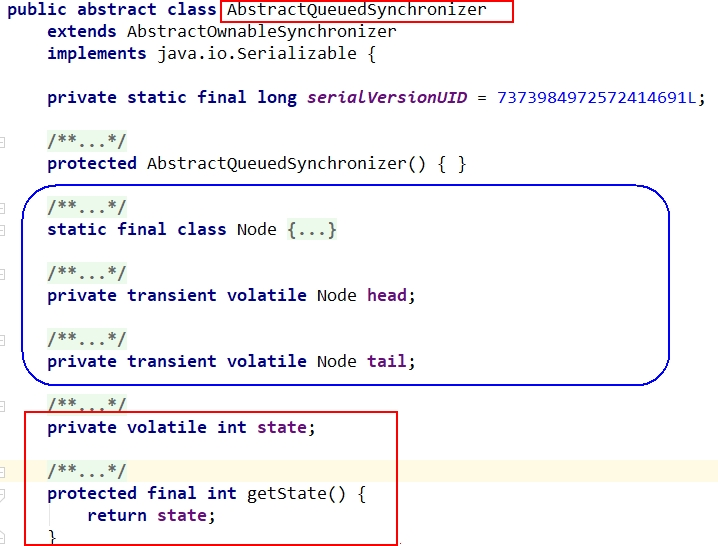 public abstract class AbstractQueuedSynchronizer
extends AbstractOwnableSynchronizer
implements java.io.Serializable {
private static final long serialVersionUID = 7373984972572414691L;
/**...*/
protected AbstractQueuedSynchronizer() { }
/**...*/
static final class Node {...}
/**...*/
private transient volatile Node head;
/**...*/
private transient volatile Node tail;
/**...*/
private volatile int state;
/**...*/
protected final int getState() {
return state;
}